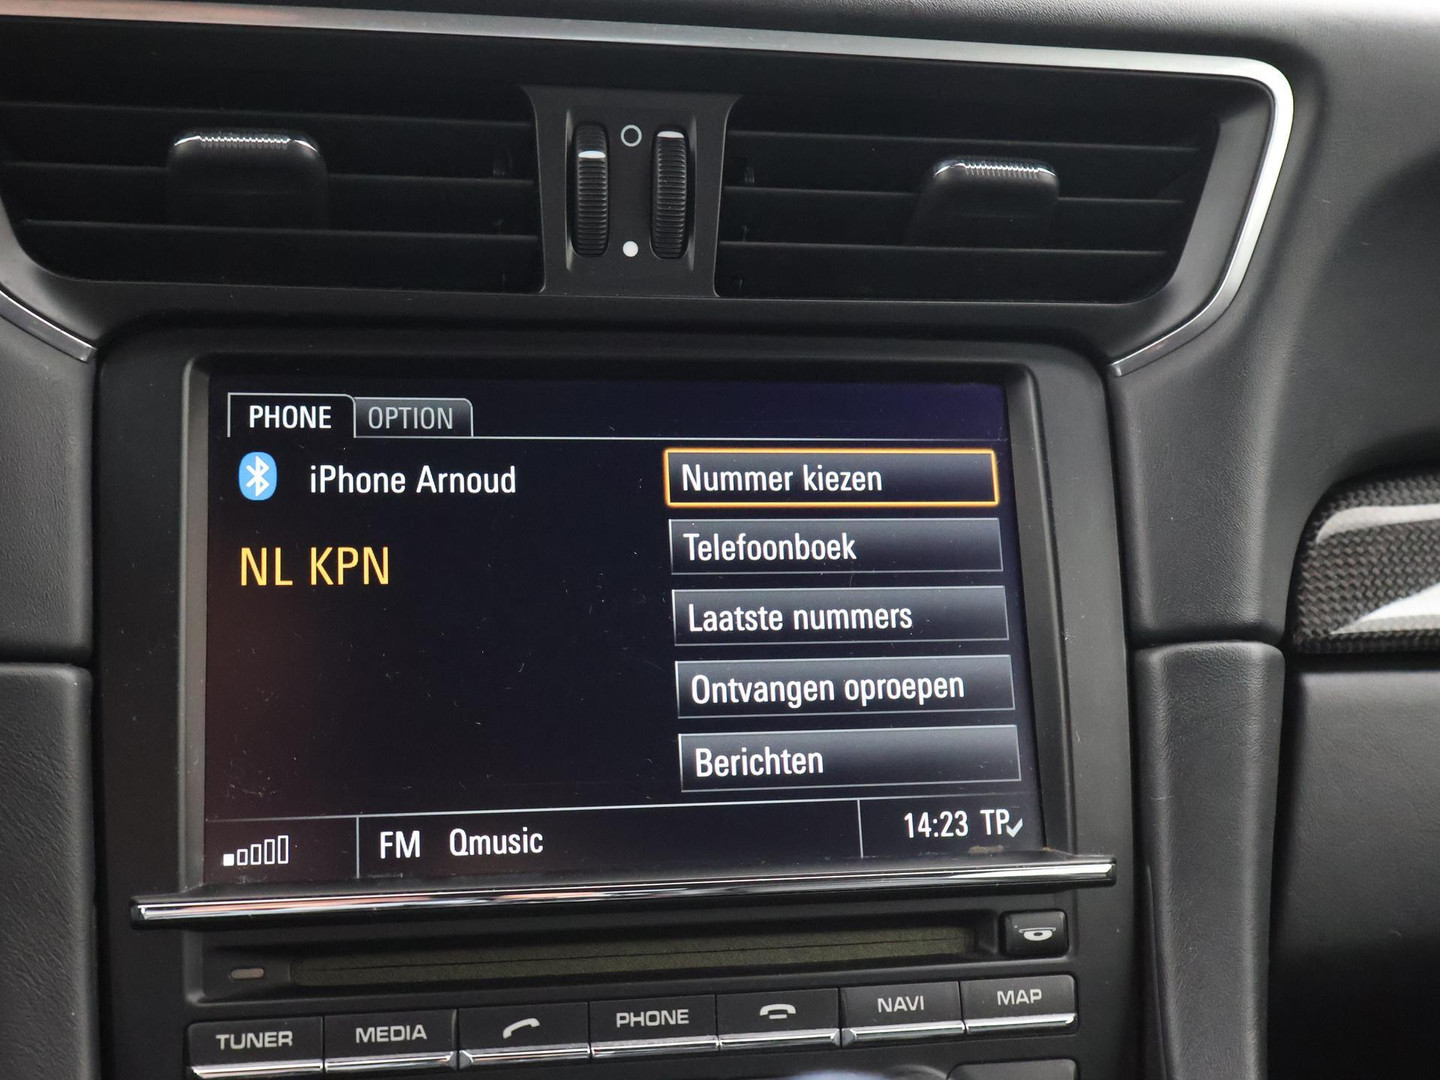 PHONE OPTION
iPhone Arnoud
NL KPN
Nummer kiezen
Telefoonboek
Laatste nummers
Ontvangen oproepen
Berichten
FM Qmusic
14:23 TP
TUNER MEDIA PHONE NAVI MAP